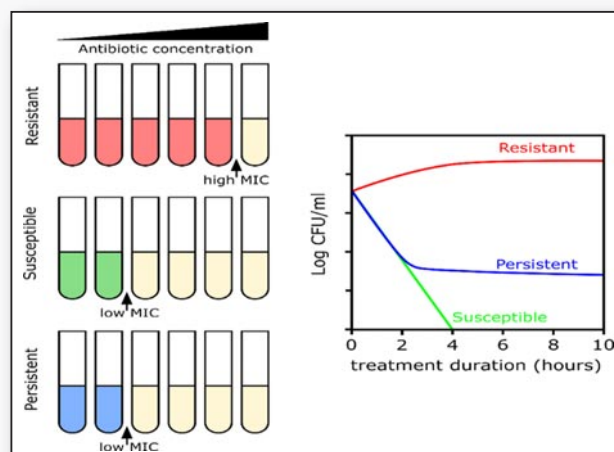 Antibiotic concentration
Resistant
high MIC
Susceptible
low MIC
Persistent
low MIC
Log CFU/ml
Resistant
Persistent
Susceptible
0 2 4 6 8 10
treatment duration (hours)